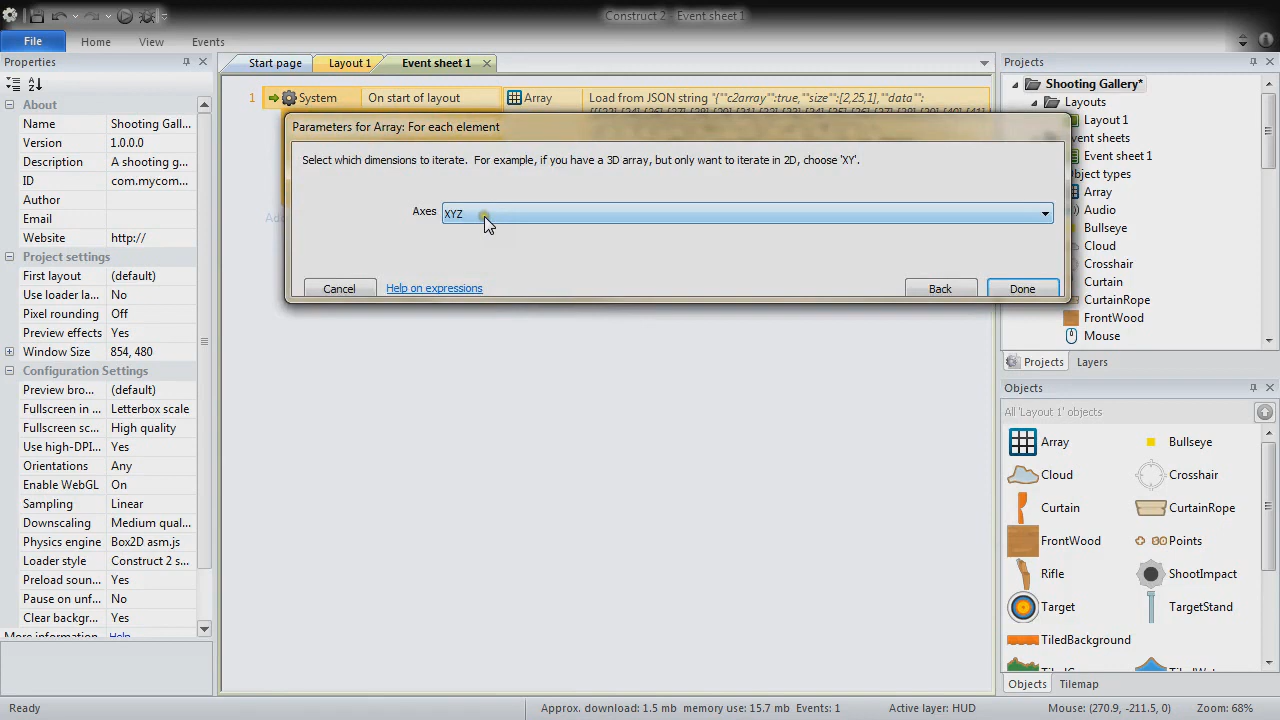 Construct 2 - Event sheet 1
File Home View Events
Properties
About
Name Shooting Gall...
Version 1.0.0.0
Description A shooting g...
ID com.mycom...
Author
Email
Website http://
Project settings
First layout (default)
Use loader la... No
Pixel rounding Off
Preview effects Yes
Window Size 854, 480
Configuration Settings
Preview bro... (default)
Fullscreen in ... Letterbox scale
Fullscreen sc... High quality
Use high-DPI... Yes
Orientations Any
Enable WebGL On
Sampling Linear
Downscaling Medium qual...
Physics engine Box2D asm.js
Loader style Construct 2 s...
Preload soun... Yes
Pause on unf... No
Clear backgr... Yes
More information Help
Start page Layout 1 Event sheet 1
1 System On start of layout Array Load from JSON string "{""c2array"":true,""size"":[2,25,1],""data"":
Parameters for Array: For each element
Select which dimensions to iterate. For example, if you have a 3D array, but only want to iterate in 2D, choose 'XY'.
Axes XYZ
Cancel Help on expressions Back Done
Projects
Shooting Gallery*
Layouts
Layout 1
Event sheets
Event sheet 1
Object types
Array
Audio
Bullseye
Cloud
Crosshair
Curtain
CurtainRope
FrontWood
Mouse
Projects Layers
Objects
All 'Layout 1' objects
Array Bullseye
Cloud Crosshair
Curtain CurtainRope
FrontWood Points
Rifle ShootImpact
Target TargetStand
TiledBackground
Objects Tilemap
Ready Approx. download: 1.5 mb memory use: 15.7 mb Events: 1 Active layer: HUD Mouse: (270.9, -211.5, 0) Zoom: 68%